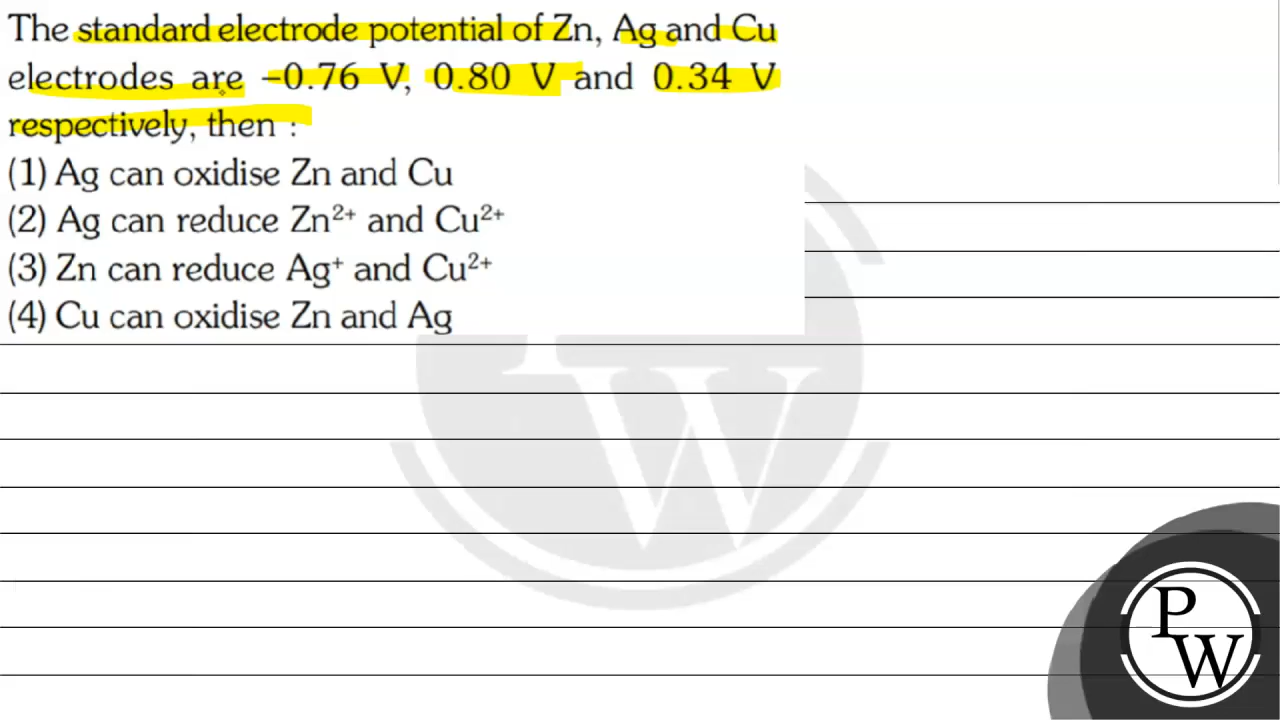 The standard electrode potential of Zn, Ag and Cu
electrodes are –0.76 V, 0.80 V and 0.34 V
respectively, then :
(1) Ag can oxidise Zn and Cu
(2) Ag can reduce Zn²⁺ and Cu²⁺
(3) Zn can reduce Ag⁺ and Cu²⁺
(4) Cu can oxidise Zn and Ag
W
P
W